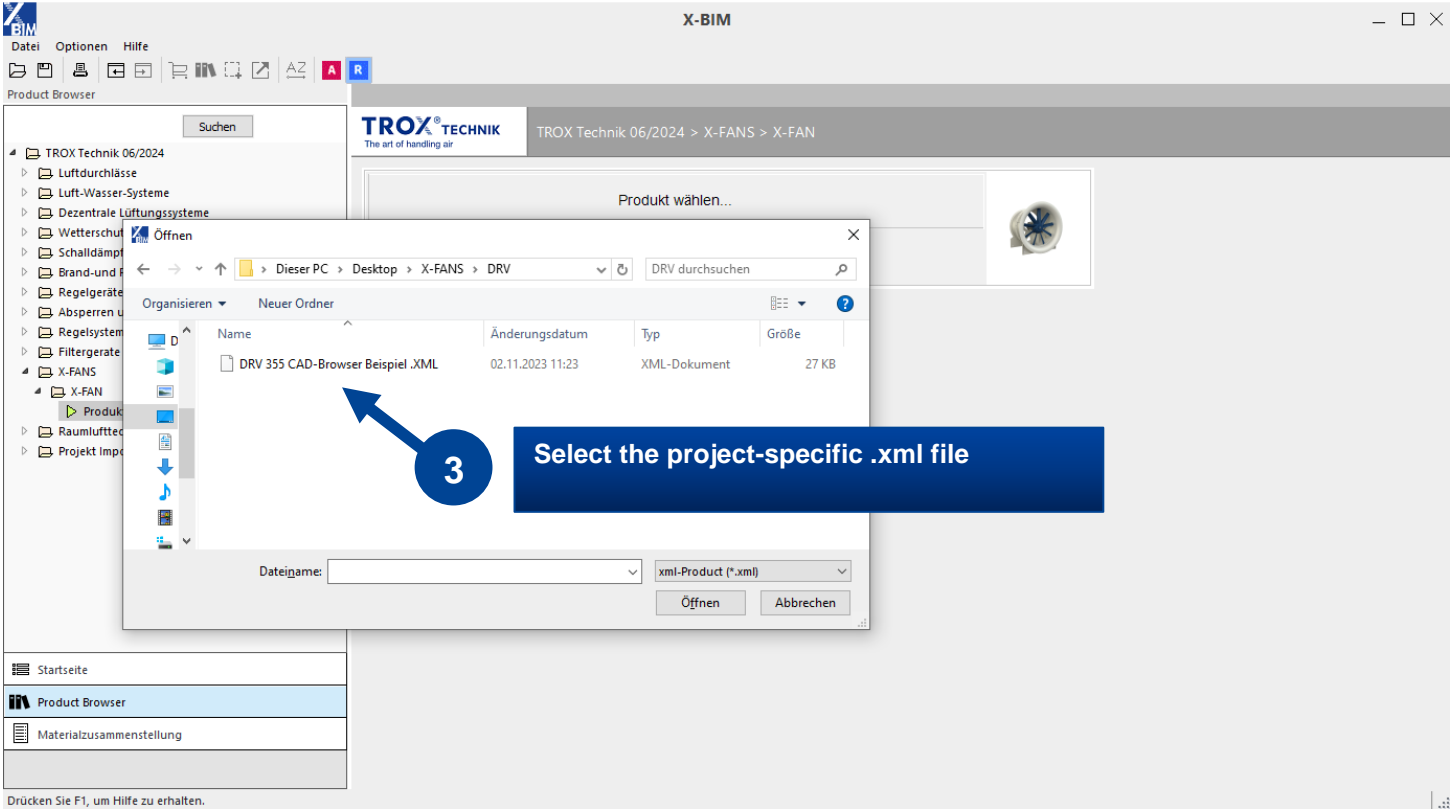 X-BIM
BIM
Datei Optionen Hilfe
A R
Product Browser
Suchen
TROX® TECHNIK
The art of handling air
TROX Technik 06/2024 > X-FANS > X-FAN
TROX Technik 06/2024
Luftdurchlässe
Luft-Wasser-Systeme
Dezentrale Lüftungssysteme
Wetterschut
Schalldämpf
Brand-und
Regelgeräte
Absperren u
Regelsystem
Filtergerate
X-FANS
X-FAN
Produk
Raumlufttec
Projekt Impo
Produkt wählen...
Öffnen
Dieser PC > Desktop > X-FANS > DRV
DRV durchsuchen
Organisieren Neuer Ordner
D
Name Änderungsdatum Typ Größe
DRV 355 CAD-Browser Beispiel .XML 02.11.2023 11:23 XML-Dokument 27 KB
3
Select the project-specific .xml file
Dateiname: xml-Product (*.xml)
Öffnen Abbrechen
Startseite
Product Browser
Materialzusammenstellung
Drücken Sie F1, um Hilfe zu erhalten.